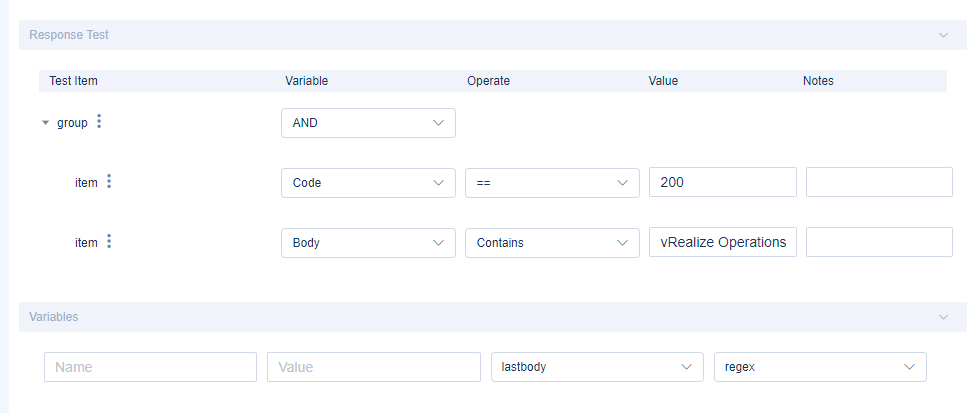 Response Test
Test Item Variable Operate Value Notes
group AND
item Code == 200
item Body Contains vRealize Operations
Variables
Name Value lastbody regex